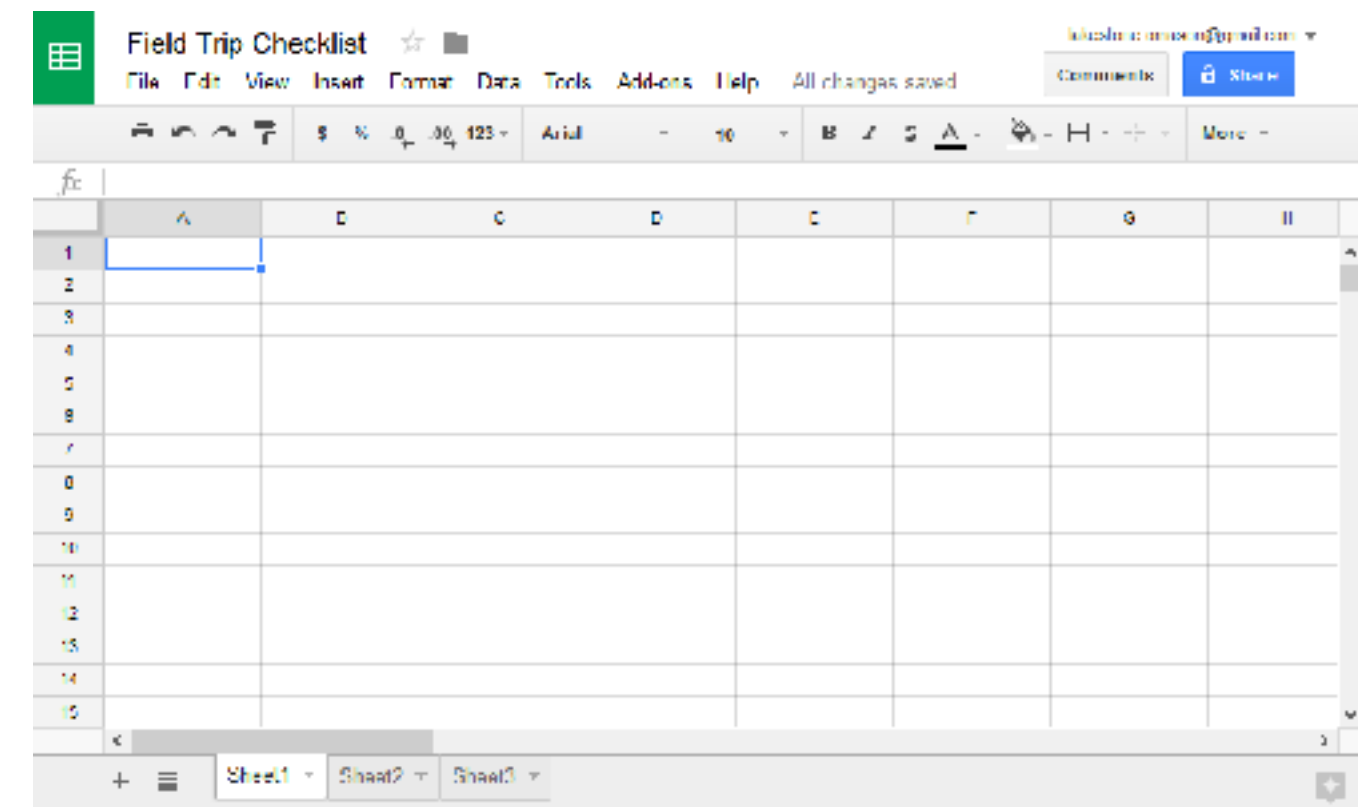 Field Trip Checklist
File Edit View Insert Format Data Tools Add-ons Help All changes saved Comments Share
$ % .0 .00 123 Arial 10 B I S A More
fx
A B C D E F G H
1
2
3
4
5
6
7
8
9
10
11
12
13
14
15
+ Sheet1 Sheet2 Sheet3